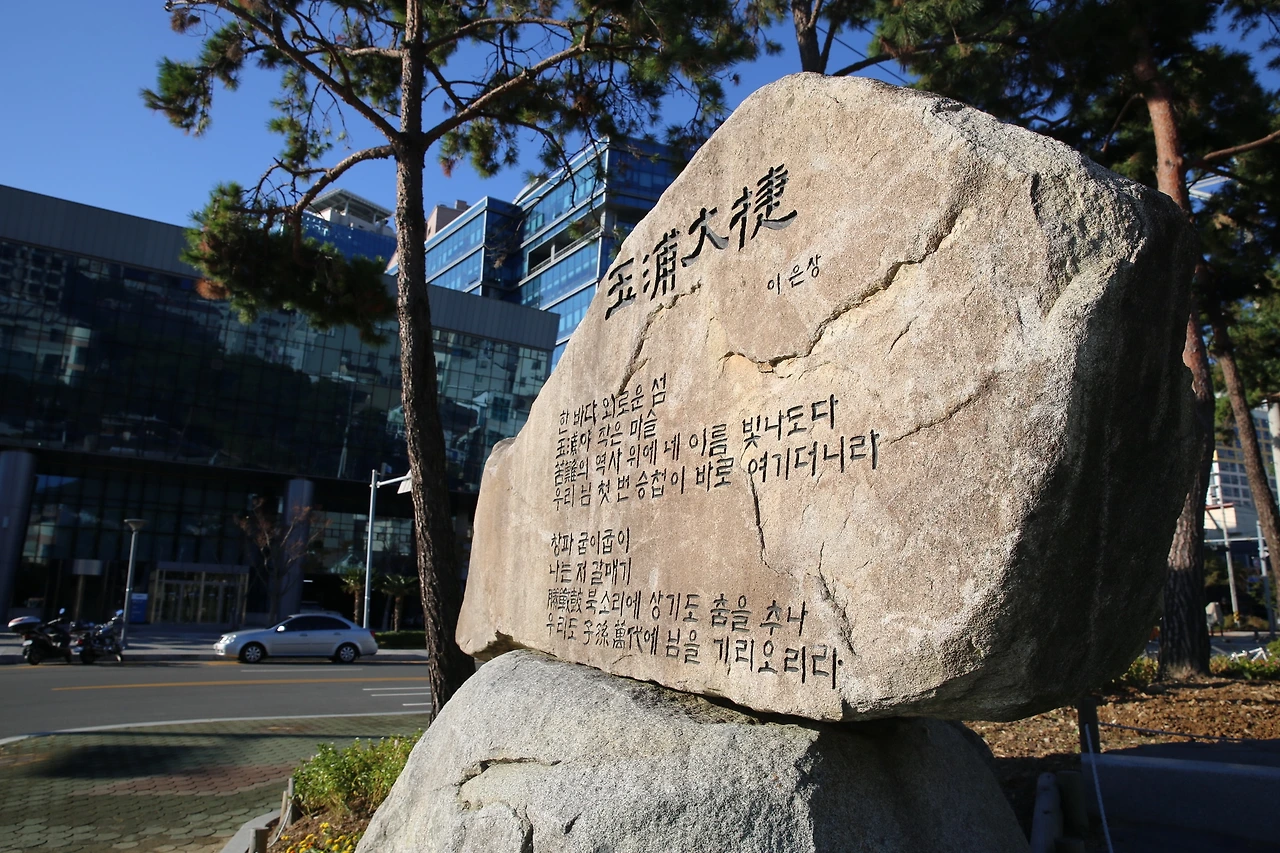 玉浦大捷
이은상
한 바다 외로운 섬
玉浦야 작은 마슬
苦難의 역사 위에 네 이름 빛나도다
우리 님 첫 번 승첩이 바로 여기더니라
창파 굽이굽이
나는 저 갈매기
勝戰鼓 북소리에 상기도 춤을 추나
우리도 子孫萬代에 님을 기리오리라